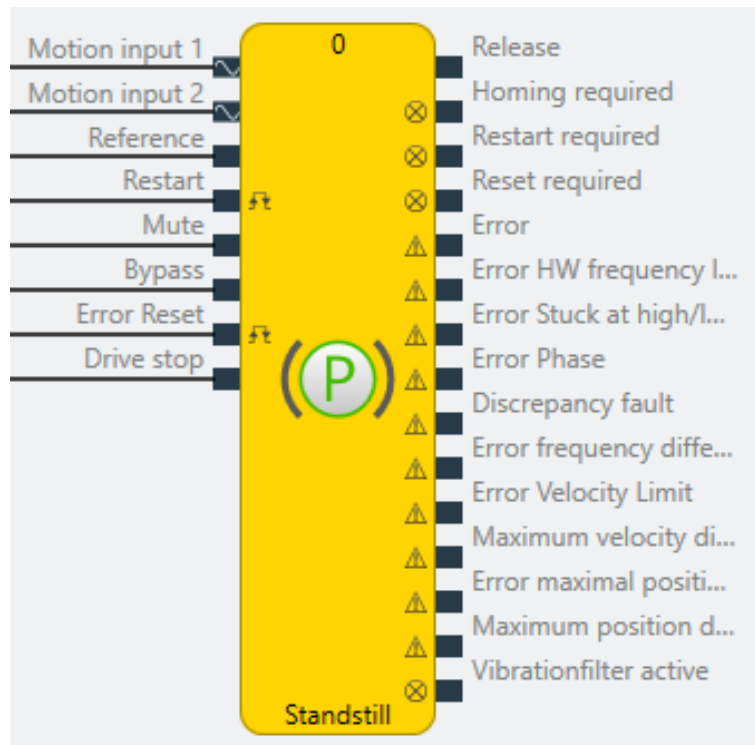 0
Motion input 1
Motion input 2
Reference
Restart
Mute
Bypass
Error Reset
Drive stop
P
Release
Homing required
Restart required
Reset required
Error
Error HW frequency l...
Error Stuck at high/l...
Error Phase
Discrepancy fault
Error frequency diffe...
Error Velocity Limit
Maximum velocity di...
Error maximal positi...
Maximum position d...
Vibrationfilter active
Standstill